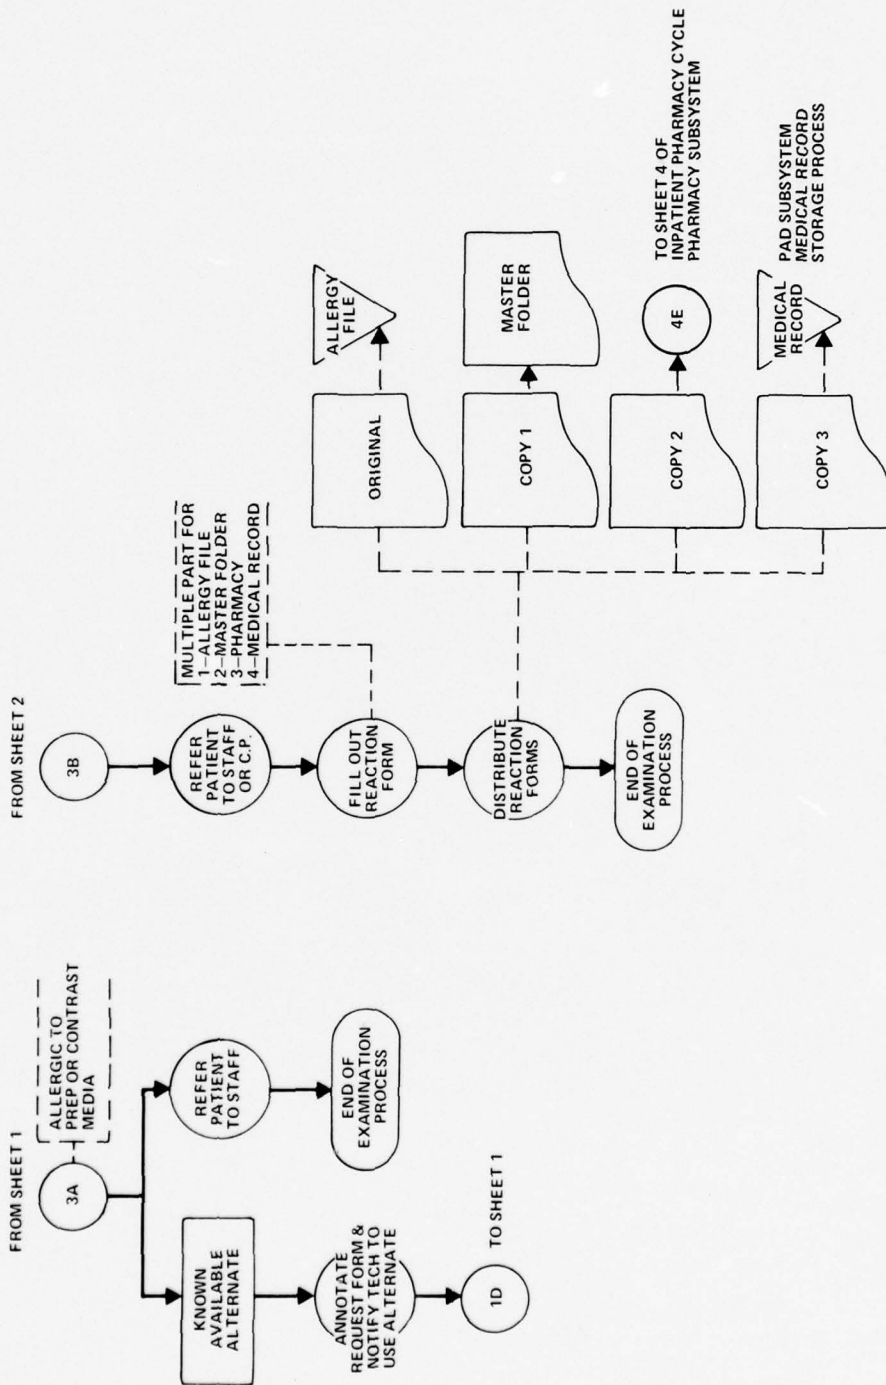 FROM SHEET 1
3A
ALLERGIC TO
PREP OR CONTRAST
MEDIA
KNOWN
AVAILABLE
ALTERNATE
REFER
PATIENT
TO STAFF
ANNOTATE
REQUEST FORM &
NOTIFY TECH TO
USE ALTERNATE
END OF
EXAMINATION
PROCESS
1D
TO SHEET 1
FROM SHEET 2
3B
REFER
PATIENT
TO STAFF
OR C.P.
MULTIPLE PART FOR
1—ALLERGY FILE
2—MASTER FOLDER
3—PHARMACY
4—MEDICAL RECORD
FILL OUT
REACTION
FORM
DISTRIBUTE
REACTION
FORMS
END OF
EXAMINATION
PROCESS
ORIGINAL
ALLERGY
FILE
COPY 1
MASTER
FOLDER
COPY 2
4E
TO SHEET 4 OF
INPATIENT PHARMACY CYCLE
PHARMACY SUBSYSTEM
COPY 3
MEDICAL
RECORD
PAD SUBSYSTEM
MEDICAL RECORD
STORAGE PROCESS